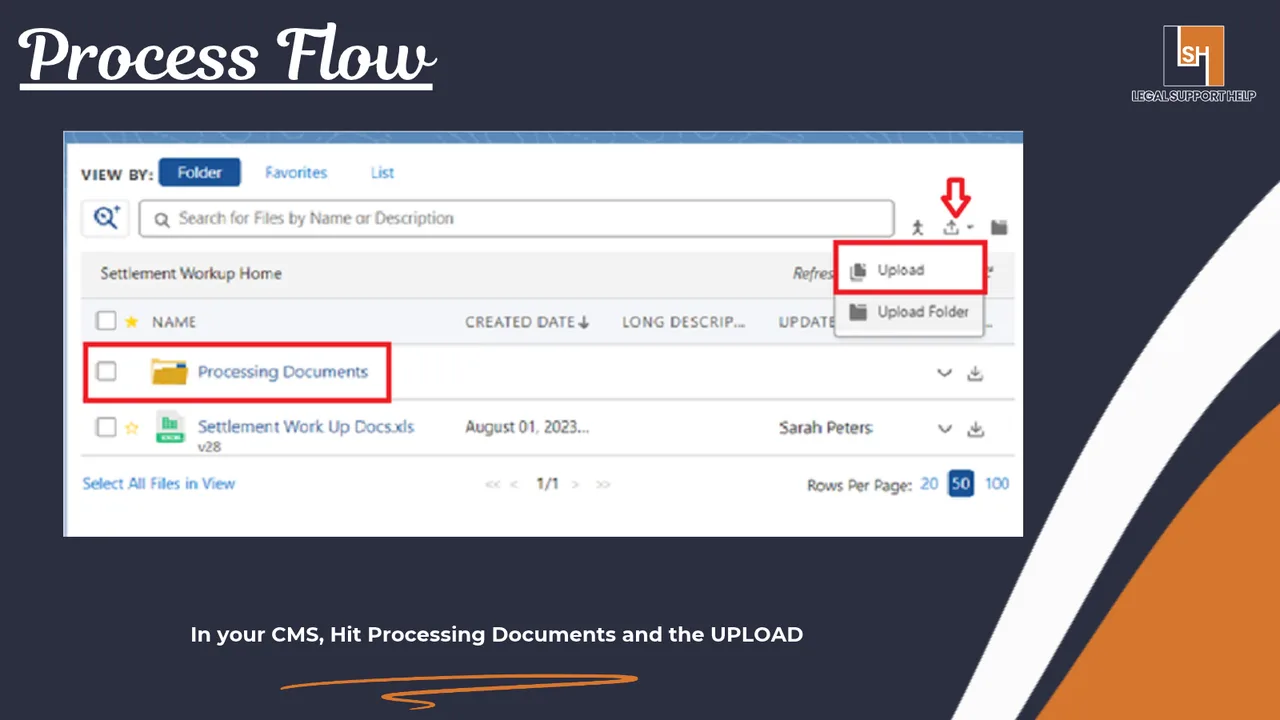 Process Flow
LSH
LEGAL SUPPORT HELP
VIEW BY: Folder Favorites List
Search for Files by Name or Description
Settlement Workup Home Refres
Upload
Upload Folder
NAME CREATED DATE LONG DESCRIP... UPDATE
Processing Documents
Settlement Work Up Docs.xls August 01, 2023... Sarah Peters
v28
Select All Files in View << < 1/1 > >> Rows Per Page: 20 50 100
In your CMS, Hit Processing Documents and the UPLOAD